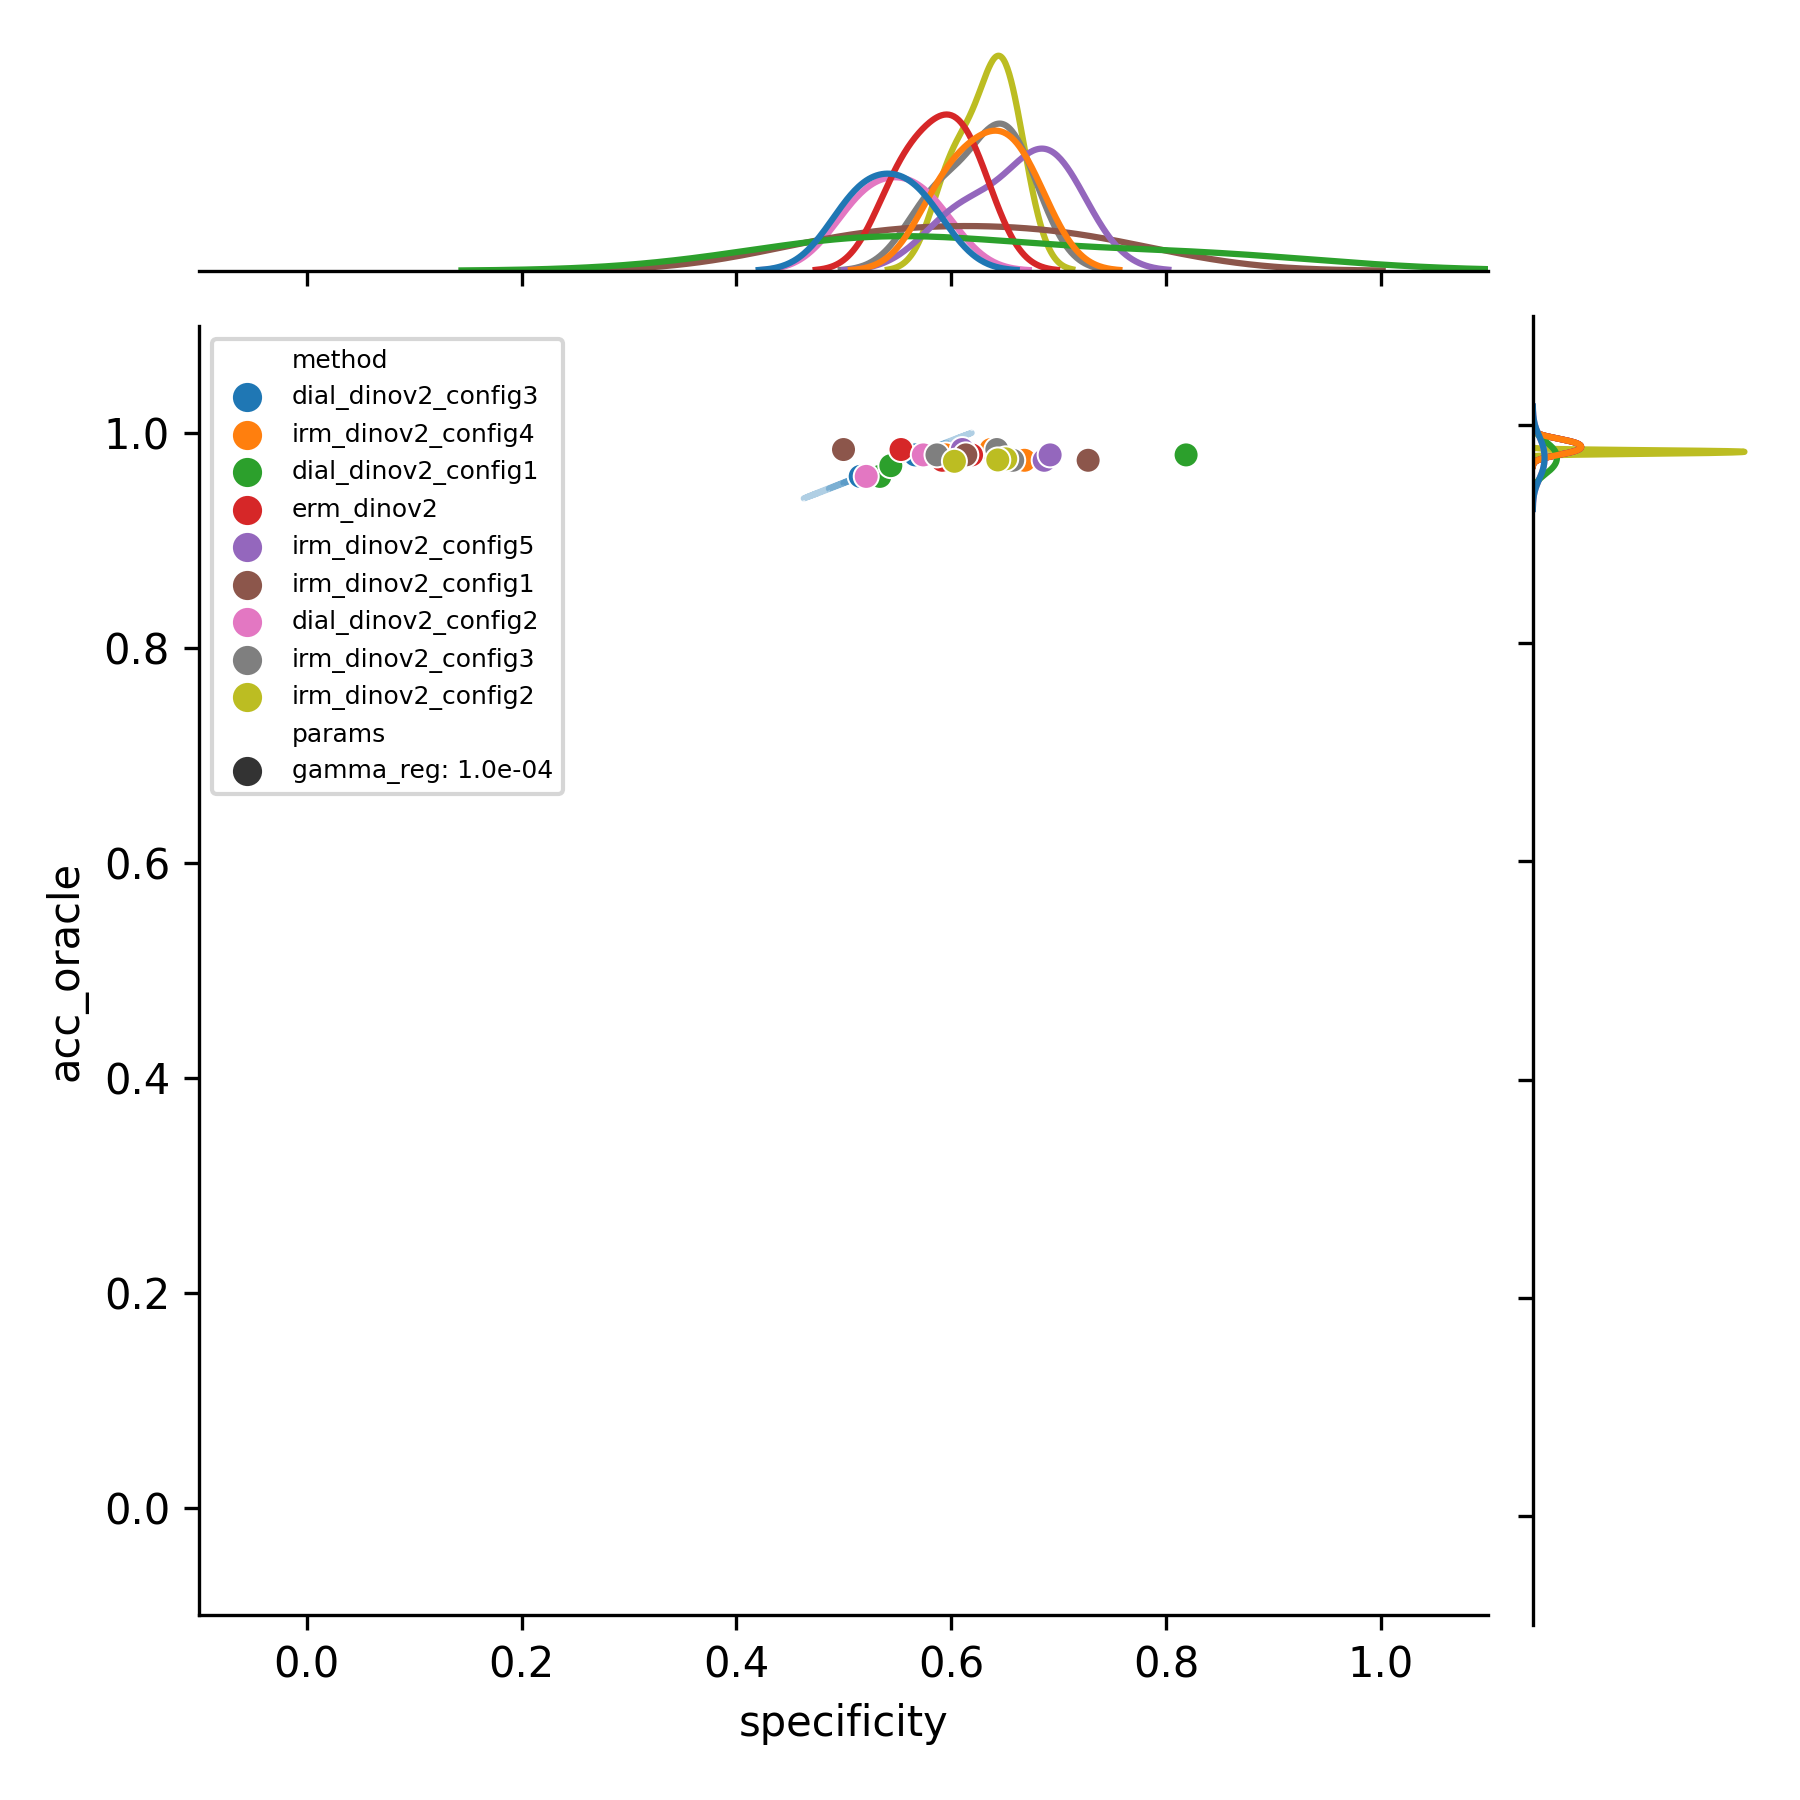 method
dial_dinov2_config3
irm_dinov2_config4
dial_dinov2_config1
erm_dinov2
irm_dinov2_config5
irm_dinov2_config1
dial_dinov2_config2
irm_dinov2_config3
irm_dinov2_config2
params
gamma_reg: 1.0e-04
1.0
0.8
0.6
0.4
0.2
0.0
acc_oracle
0.0 0.2 0.4 0.6 0.8 1.0
specificity